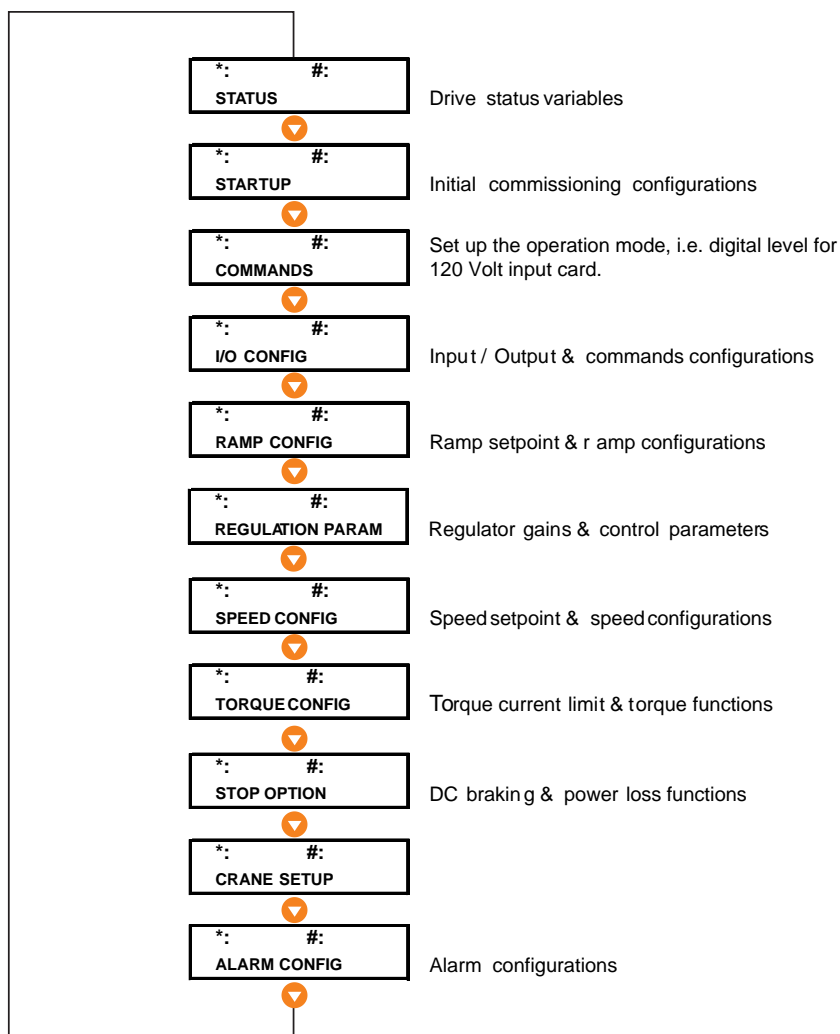 *: #:
STATUS Drive status variables
*: #:
STARTUP Initial commissioning configurations
*: #:
COMMANDS
Set up the operation mode, i.e. digital level for
120 Volt input card.
*: #:
I/O CONFIG Input / Output & commands configurations
*: #:
RAMP CONFIG Ramp setpoint & r amp configurations
*: #:
REGULATION PARAM Regulator gains & control parameters
*: #:
SPEED CONFIG Speed setpoint & speed configurations
*: #:
TORQUE CONFIG Torque current limit & torque functions
*: #:
STOP OPTION DC braking & power loss functions
*: #:
CRANE SETUP
*: #:
ALARM CONFIG Alarm configurations